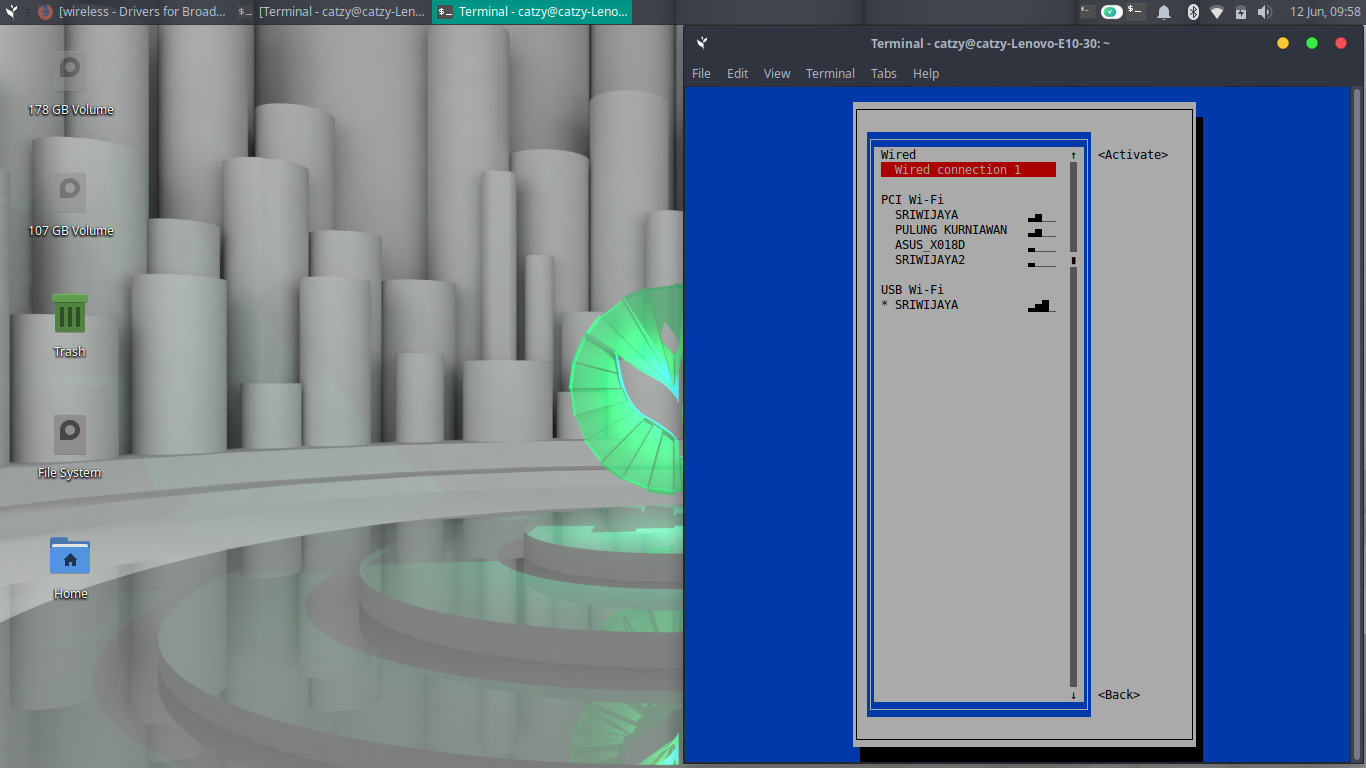 [wireless - Drivers for Broad...
[Terminal - catzy@catzy-Len...
Terminal - catzy@catzy-Leno...
12 Jun, 09:58
178 GB Volume
107 GB Volume
Trash
File System
Home
Terminal - catzy@catzy-Lenovo-E10-30: ~
File Edit View Terminal Tabs Help
Wired
Wired connection 1
PCI Wi-Fi
SRIWIJAYA
PULUNG KURNIAWAN
ASUS_X018D
SRIWIJAYA2
USB Wi-Fi
* SRIWIJAYA
<Activate>
<Back>